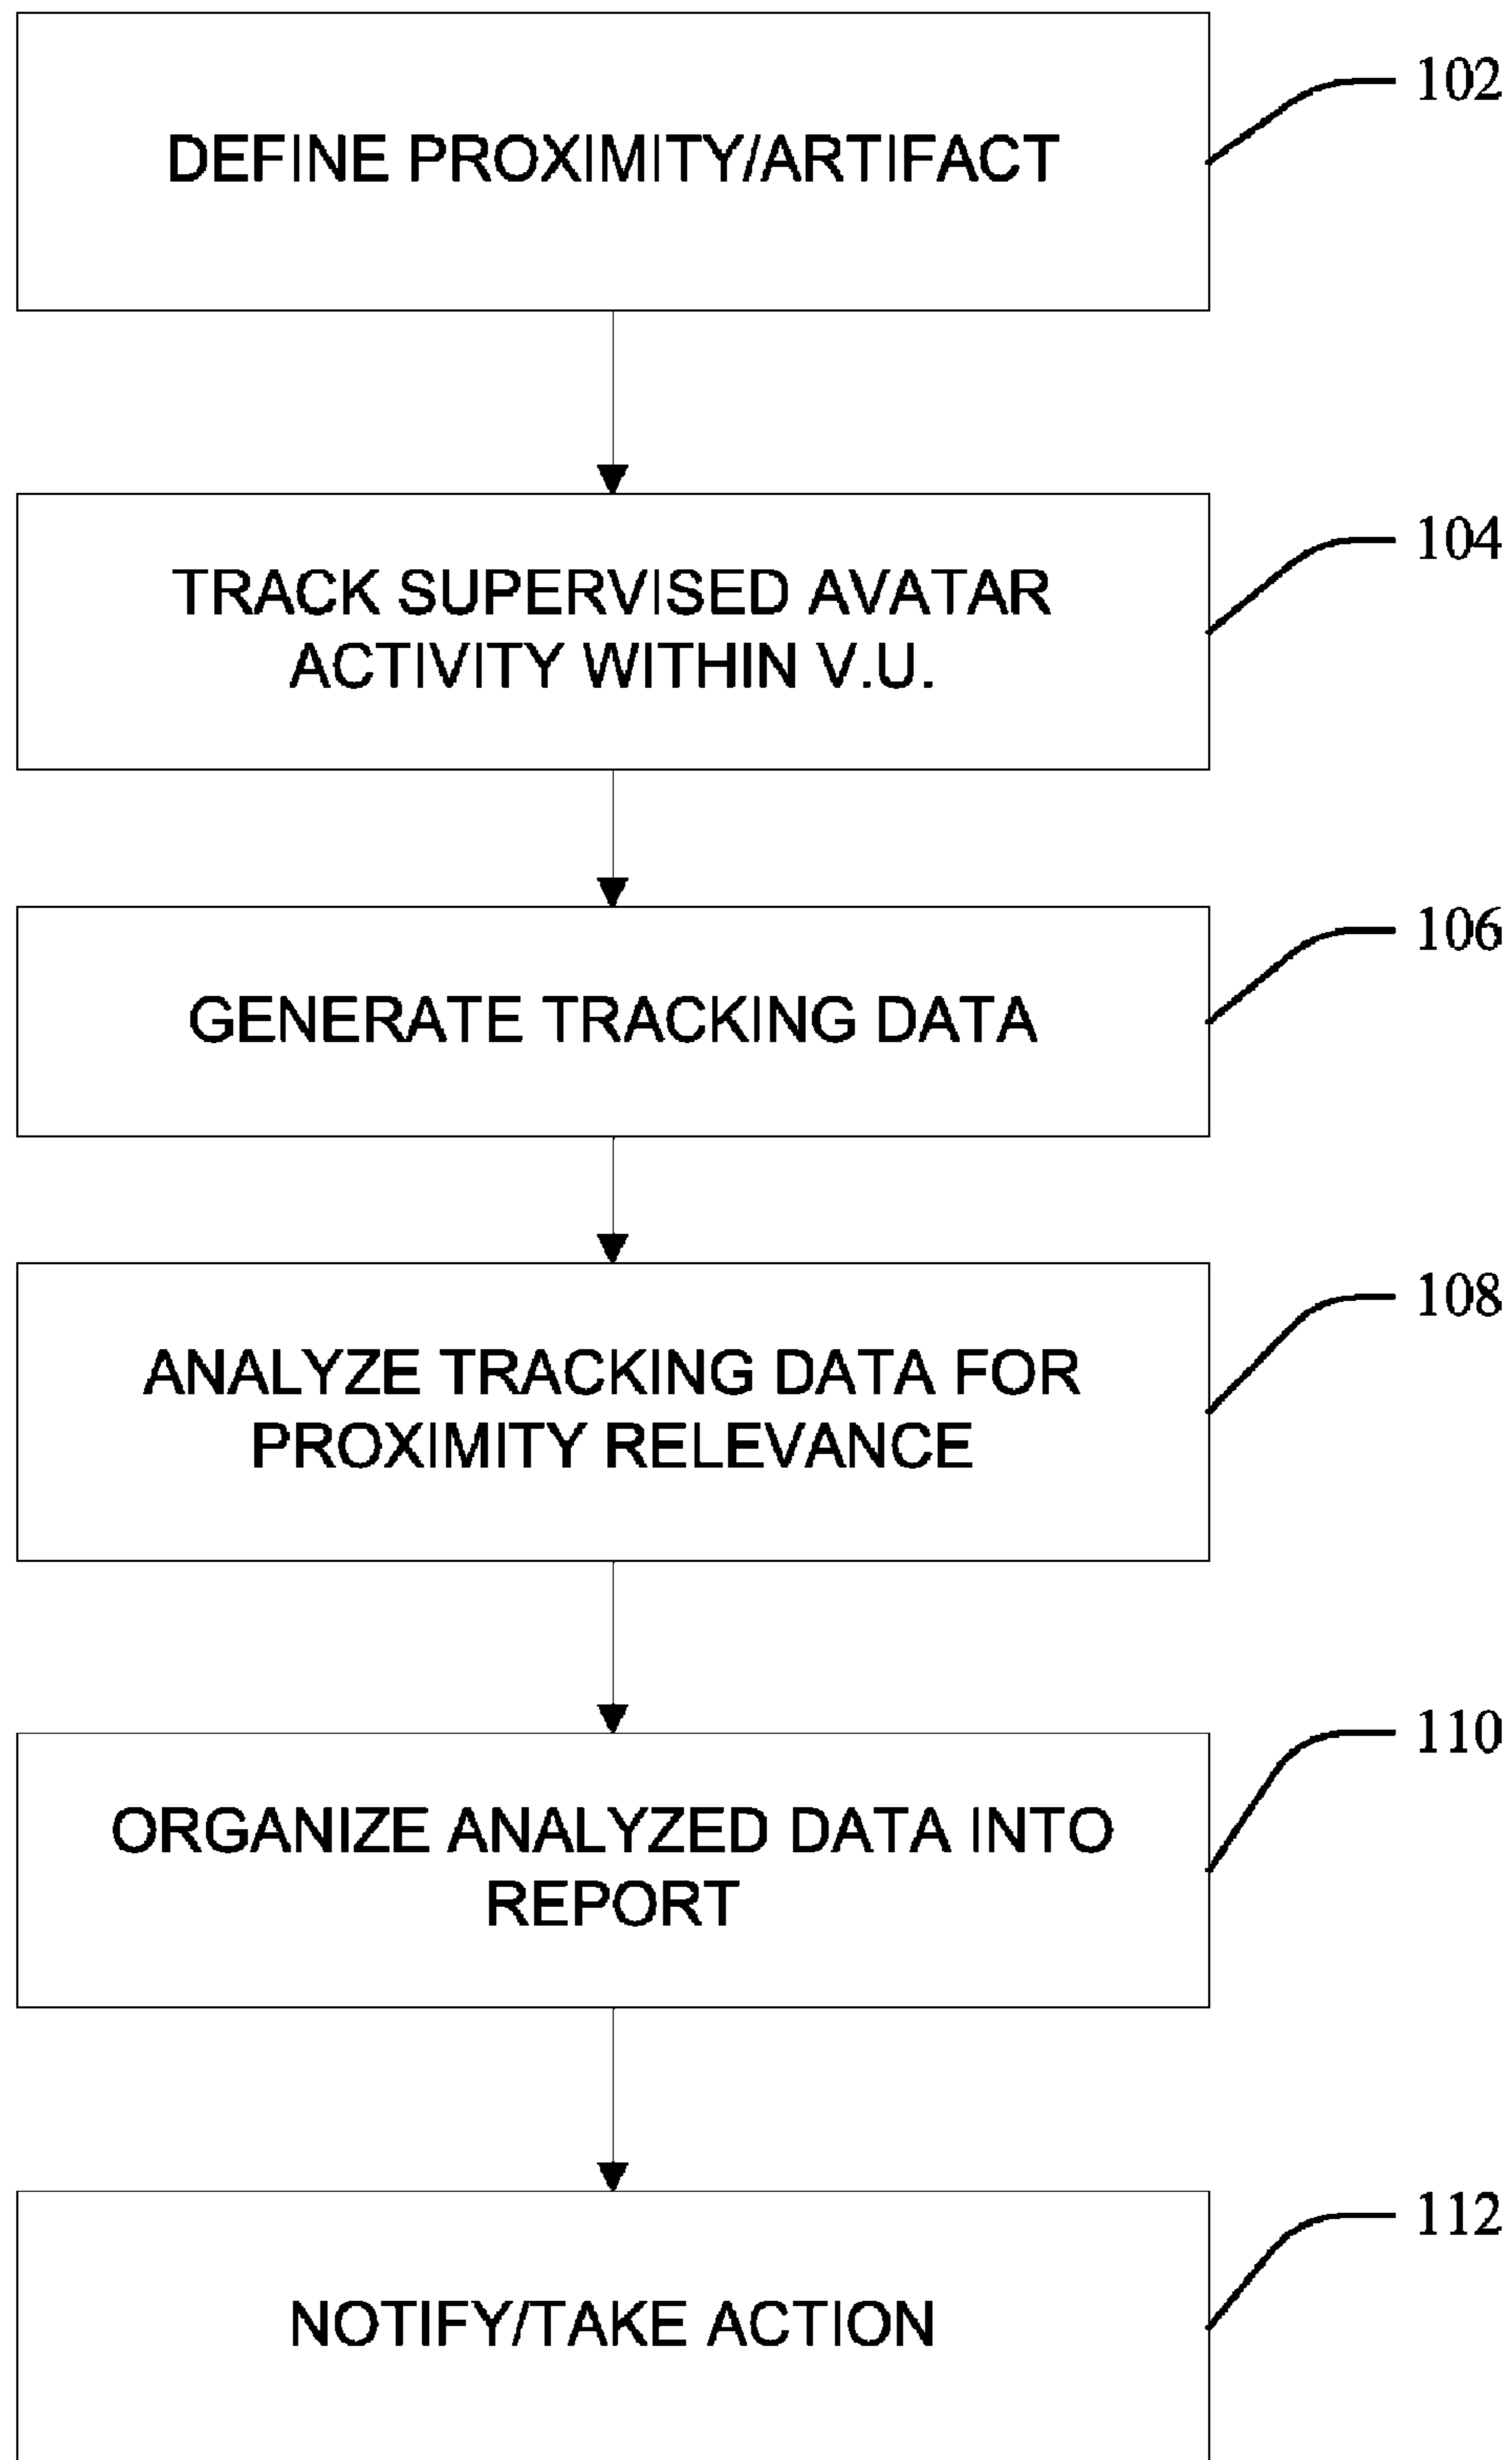 102
DEFINE PROXIMITY/ARTIFACT
104
TRACK SUPERVISED AVATAR
ACTIVITY WITHIN V.U.
106
GENERATE TRACKING DATA
108
ANALYZE TRACKING DATA FOR
PROXIMITY RELEVANCE
110
ORGANIZE ANALYZED DATA INTO
REPORT
112
NOTIFY/TAKE ACTION